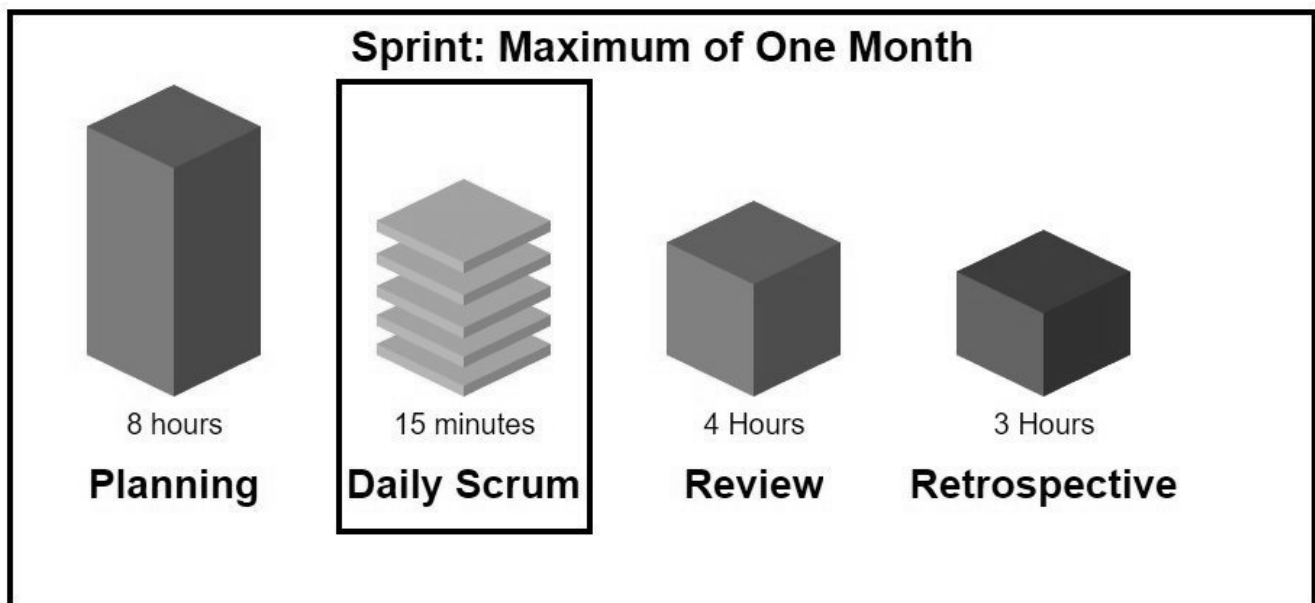 Sprint: Maximum of One Month
8 hours
Planning
15 minutes
Daily Scrum
4 Hours
Review
3 Hours
Retrospective